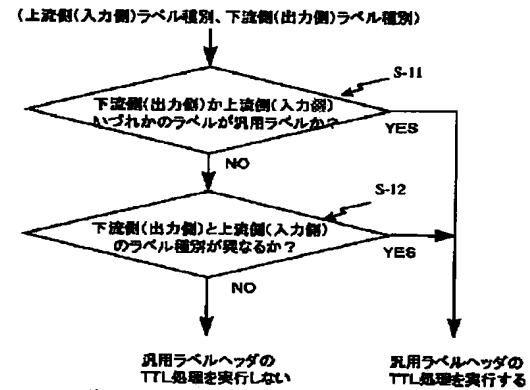 (上流側(入力側)ラベル種別、下流側(出力側)ラベル種別)
S-11
下流側(出力側)か上流側(入力側)
いづれかのラベルが汎用ラベルか?
YES
NO
S-12
下流側(出力側)と上流側(入力側)
のラベル種別が異なるか?
YES
NO
汎用ラベルヘッダの
TTL処理を実行しない
汎用ラベルヘッダの
TTL処理を実行する